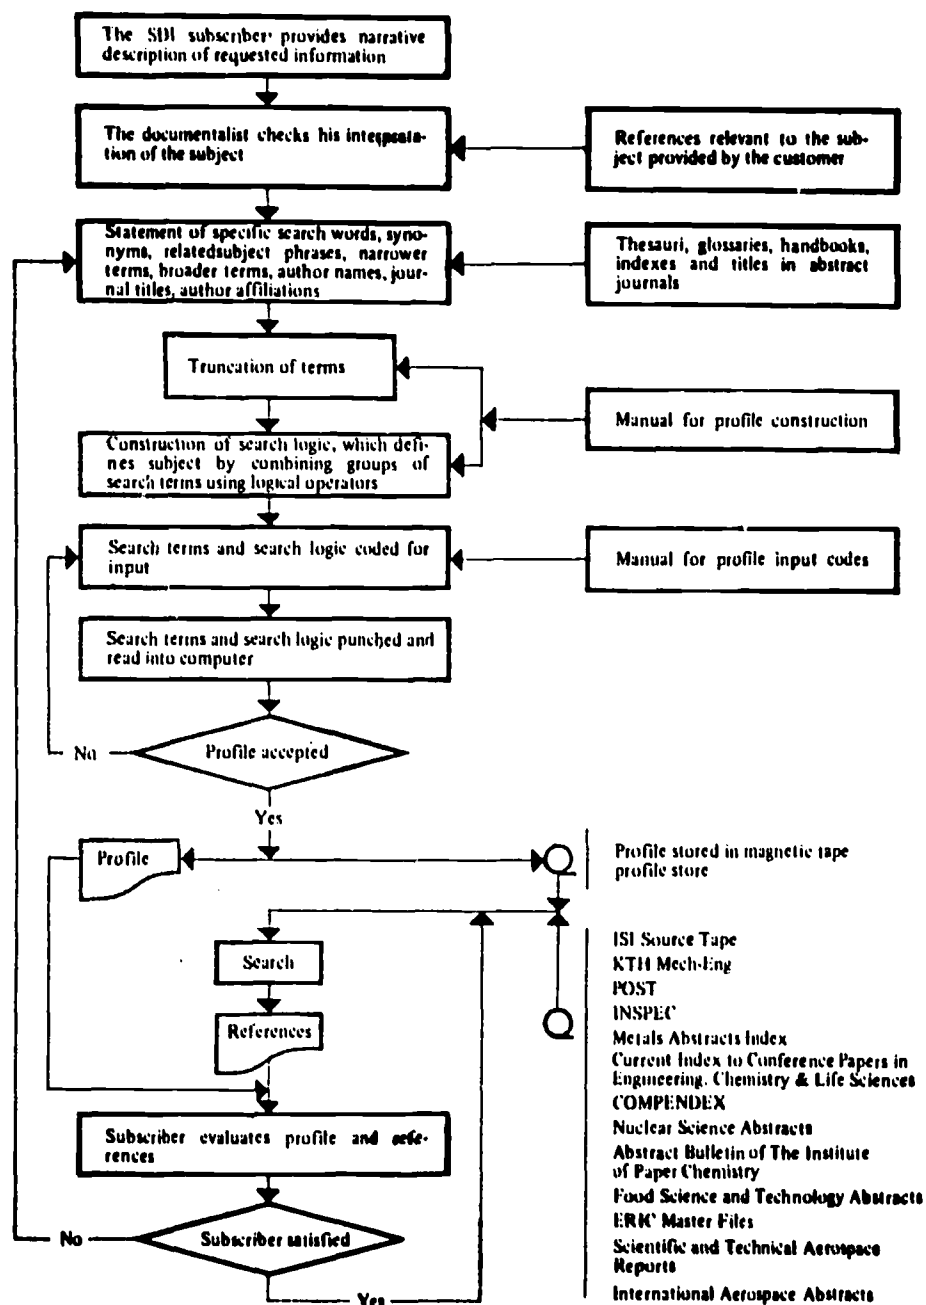 The SDI subscriber provides narrative
description of requested information
The documentalist checks his interpreta-
tion of the subject
References relevant to the sub-
ject provided by the customer
Statement of specific search words, syno-
nyms, relatedsubject phrases, narrower
terms, broader terms, author names, jour-
nal titles, author affiliations
Thesauri, glossaries, handbooks,
indexes and titles in abstract
journals
Truncation of terms
Manual for profile construction
Construction of search logic, which defi-
nes subject by combining groups of
search terms using logical operators
Search terms and search logic coded for
input
Manual for profile input codes
Search terms and search logic punched and
read into computer
No
Profile accepted
Yes
Profile
Profile stored in magnetic tape
profile store
Search
References
ISI Source Tape
KTH Mech-Eng
POST
INSPEC
Metals Abstracts Index
Current Index to Conference Papers in
Engineering, Chemistry & Life Sciences
COMPENDEX
Nuclear Science Abstracts
Abstract Bulletin of The Institute
of Paper Chemistry
Food Science and Technology Abstracts
ERIC Master Files
Scientific and Technical Aerospace
Reports
International Aerospace Abstracts
Subscriber evaluates profile and refe-
rences
No
Subscriber satisfied
Yes